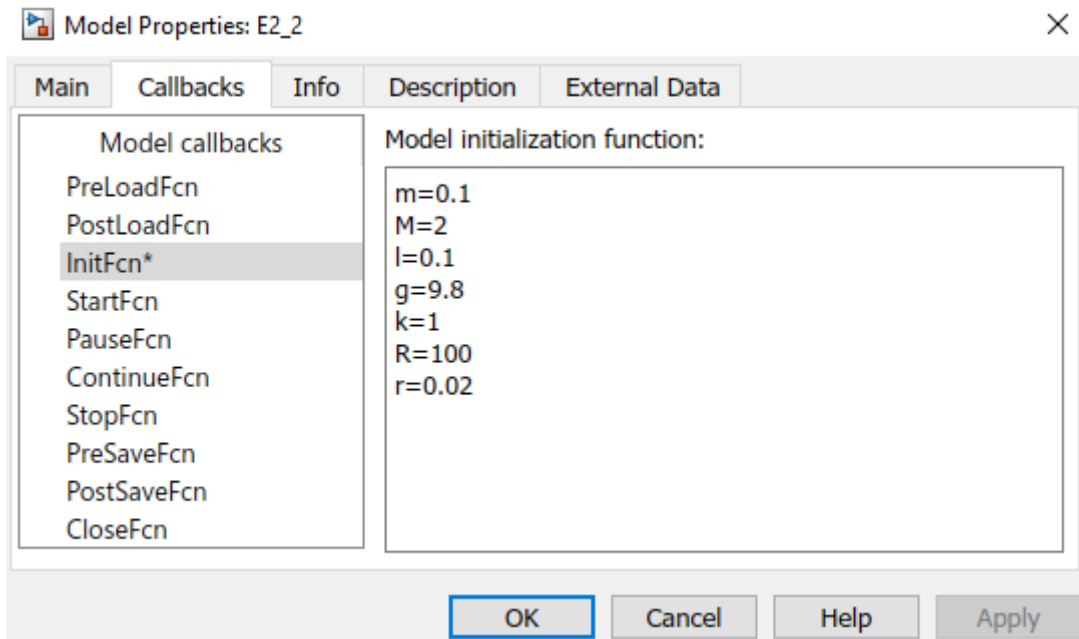 Model Properties: E2_2
Main Callbacks Info Description External Data
Model callbacks
PreLoadFcn
PostLoadFcn
InitFcn*
StartFcn
PauseFcn
ContinueFcn
StopFcn
PreSaveFcn
PostSaveFcn
CloseFcn
Model initialization function:
m=0.1
M=2
l=0.1
g=9.8
k=1
R=100
r=0.02
OK Cancel Help Apply